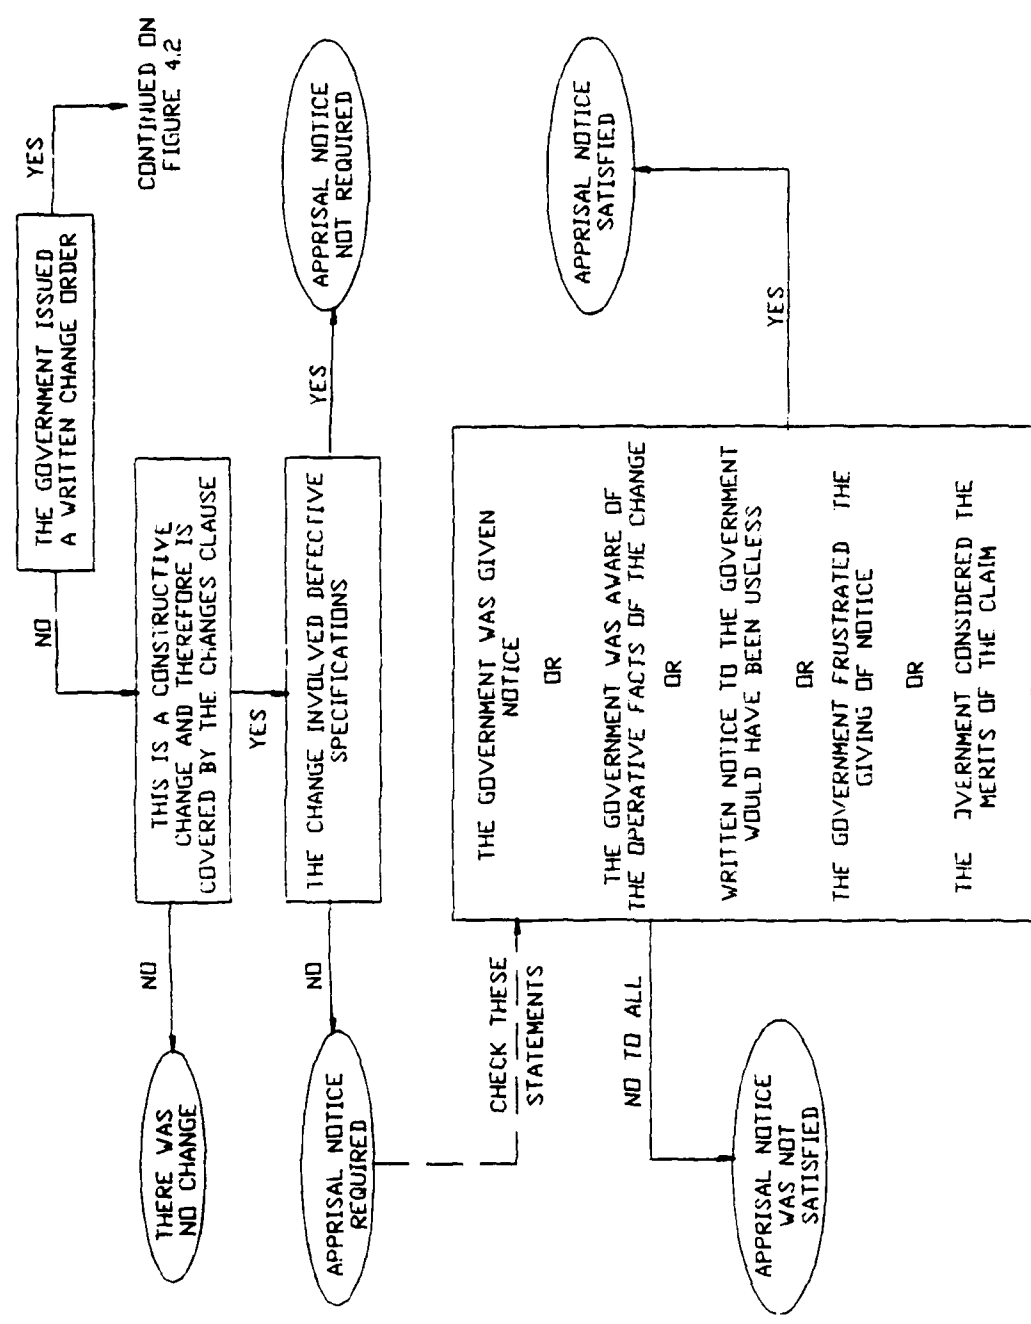 THE GOVERNMENT ISSUED
A WRITTEN CHANGE ORDER
YES
CONTINUED ON
FIGURE 4.2
NO
THIS IS A CONSTRUCTIVE
CHANGE AND THEREFORE IS
COVERED BY THE CHANGES CLAUSE
NO
THERE WAS
NO CHANGE
YES
THE CHANGE INVOLVED DEFECTIVE
SPECIFICATIONS
YES
APPRISAL NOTICE
NOT REQUIRED
NO
APPRISAL NOTICE
REQUIRED
CHECK THESE
STATEMENTS
THE GOVERNMENT WAS GIVEN
NOTICE
OR
THE GOVERNMENT WAS AWARE OF
THE OPERATIVE FACTS OF THE CHANGE
OR
WRITTEN NOTICE TO THE GOVERNMENT
WOULD HAVE BEEN USELESS
OR
THE GOVERNMENT FRUSTRATED THE
GIVING OF NOTICE
OR
THE OVERNMENT CONSIDERED THE
MERITS OF THE CLAIM
YES
APPRISAL NOTICE
SATISFIED
NO TO ALL
APPRISAL NOTICE
WAS NOT
SATISFIED